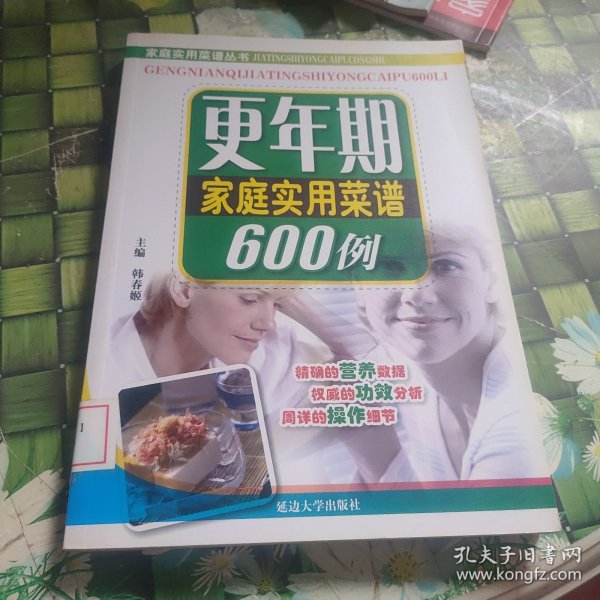 家庭实用菜谱丛书 JIATINGSHIYONGCAIPUCONGSHU
GENGNIANQIJIATINGSHIYONGCAIPU600LI
更年期
家庭实用菜谱
600例
主编 韩春姬
精确的营养数据
权威的功效分析
周详的操作细节
延边大学出版社
孔夫子旧书网
www.kongfz.com